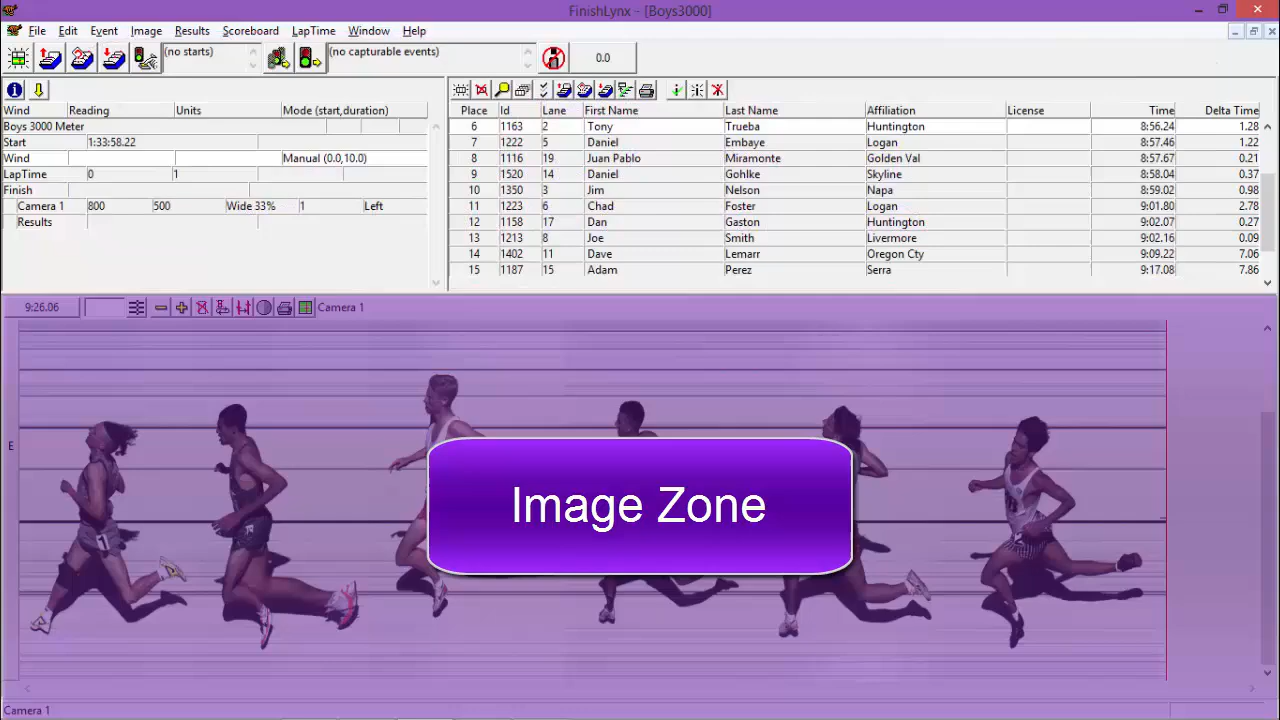 FinishLynx - [Boys3000]
File Edit Event Image Results Scoreboard LapTime Window Help
(no starts) (no capturable events) 0.0
Wind Reading Units Mode (start,duration)
Boys 3000 Meter
Start 1:33:58.22
Wind Manual (0.0,10.0)
LapTime 0 1
Finish
Camera 1 800 500 Wide 33% 1 Left
Results
Place Id Lane First Name Last Name Affiliation License Time Delta Time
6 1163 2 Tony Trueba Huntington 8:56.24 1.28
7 1222 5 Daniel Embaye Logan 8:57.46 1.22
8 1116 19 Juan Pablo Miramonte Golden Val 8:57.67 0.21
9 1520 14 Daniel Gohlke Skyline 8:58.04 0.37
10 1350 3 Jim Nelson Napa 8:59.02 0.98
11 1223 6 Chad Foster Logan 9:01.80 2.78
12 1158 17 Dan Gaston Huntington 9:02.07 0.27
13 1213 8 Joe Smith Livermore 9:02.16 0.09
14 1402 11 Dave Lemarr Oregon Cty 9:09.22 7.06
15 1187 15 Adam Perez Serra 9:17.08 7.86
9:26.06 Camera 1
E
1
Image Zone
Camera 1